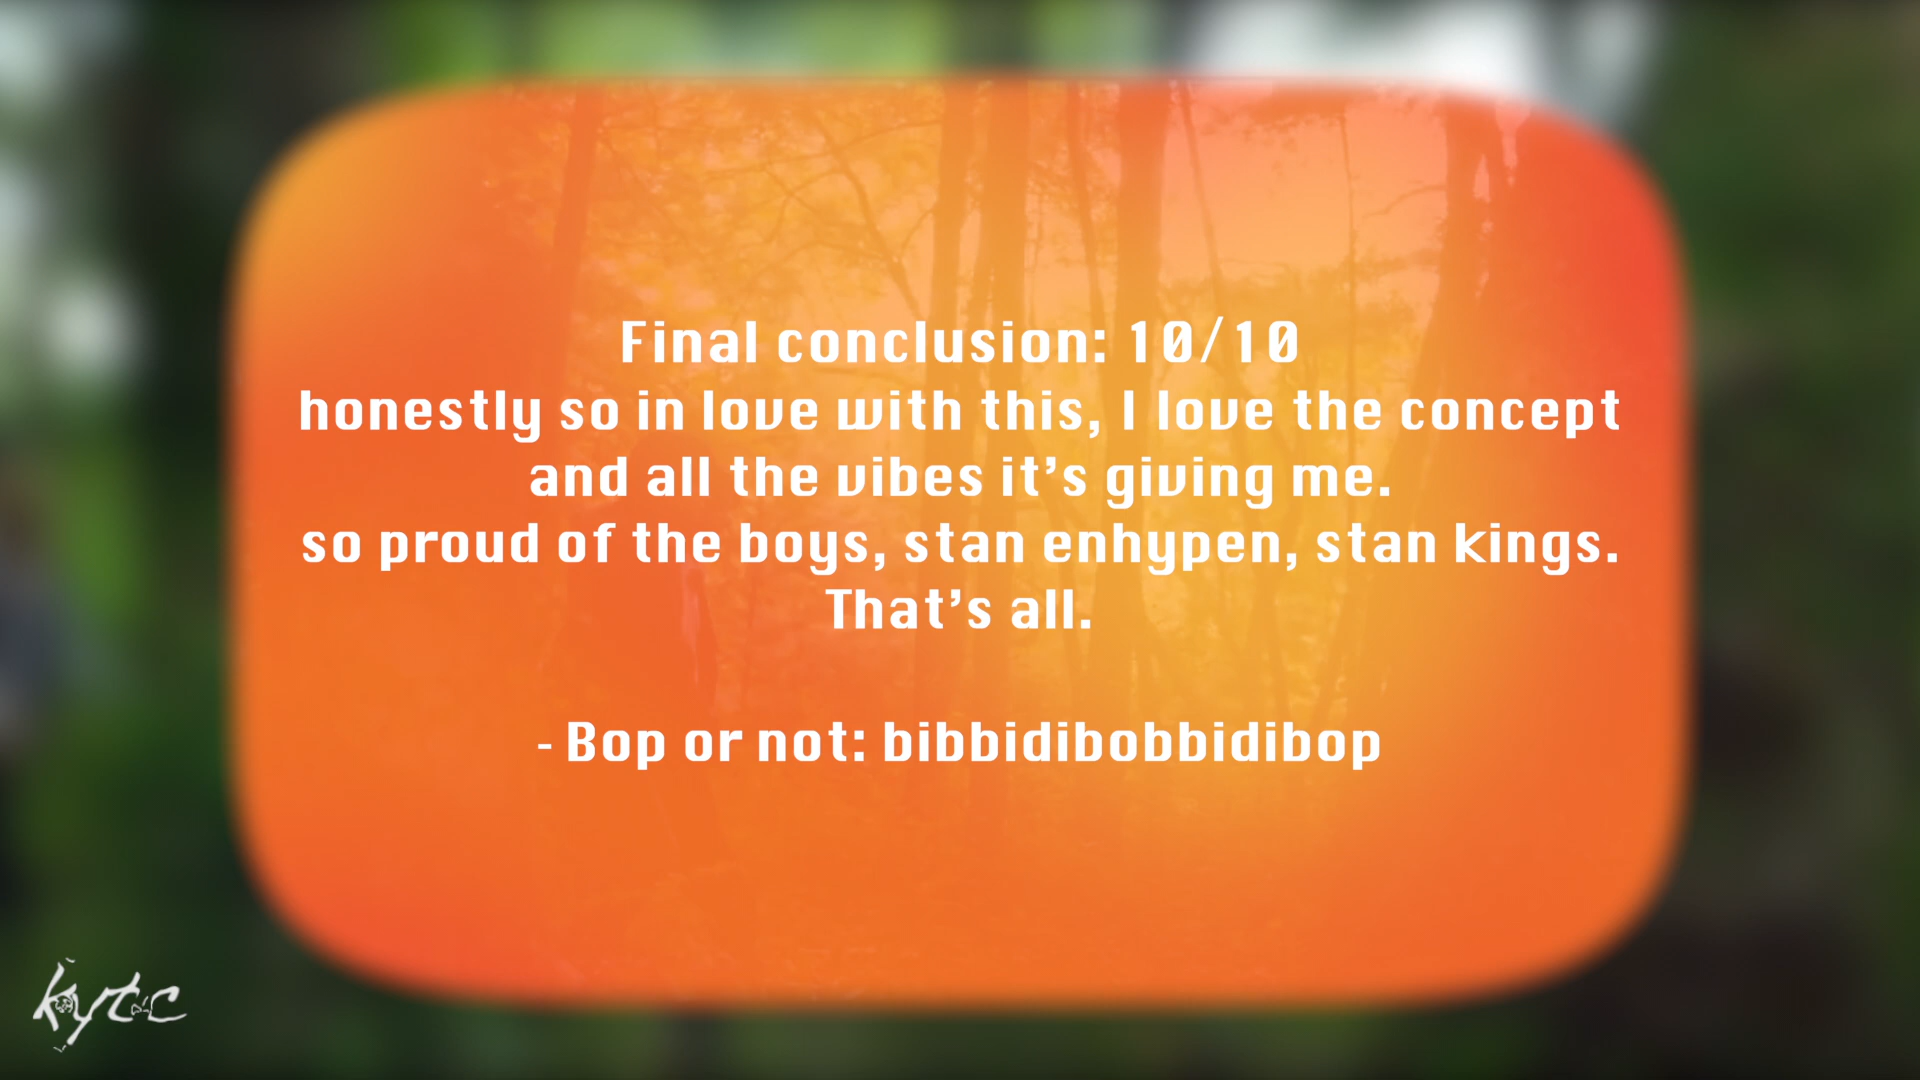 Final conclusion: 10/10
honestly so in love with this, I love the concept
and all the vibes it's giving me.
so proud of the boys, stan enhypen, stan kings.
That's all.
- Bop or not: bibbidibobbidibop
kytc